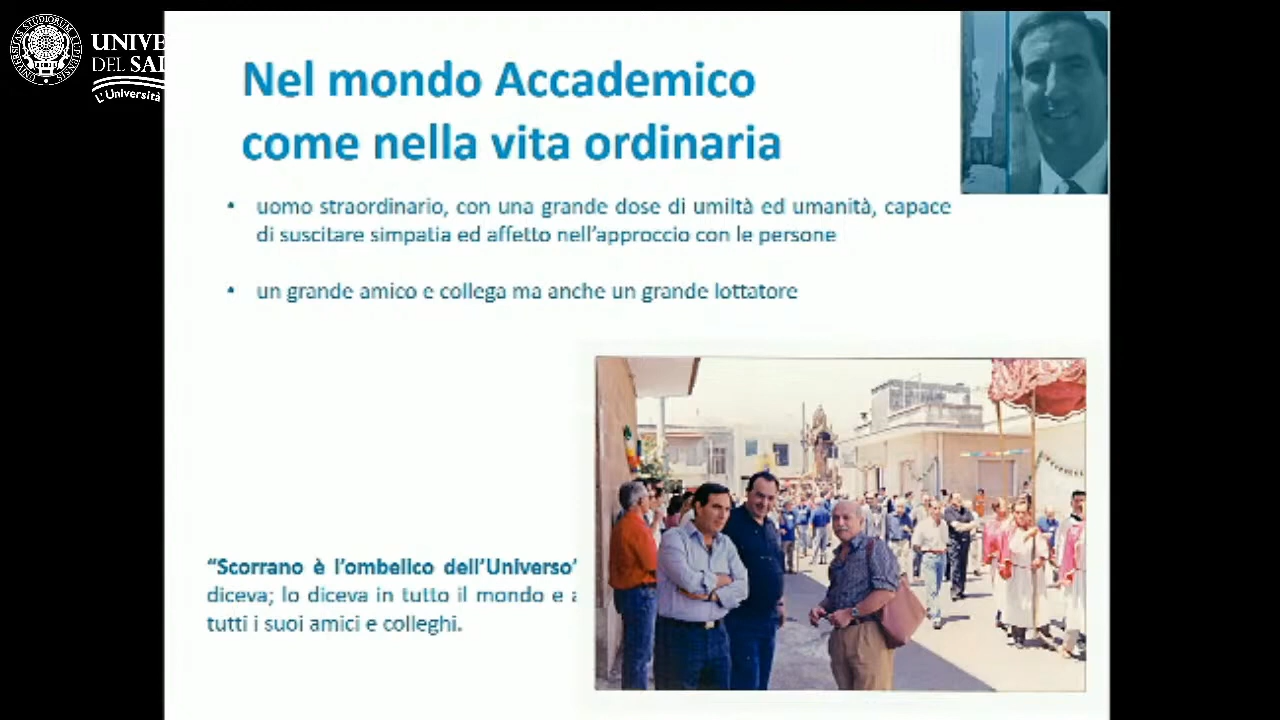 UNIVE
DEL SAL
L'Università
Nel mondo Accademico
come nella vita ordinaria
• uomo straordinario, con una grande dose di umiltà ed umanità, capace
di suscitare simpatia ed affetto nell'approccio con le persone
• un grande amico e collega ma anche un grande lottatore
“Scorrano è l'ombelico dell'Universo”
diceva; lo diceva in tutto il mondo e a
tutti i suoi amici e colleghi.